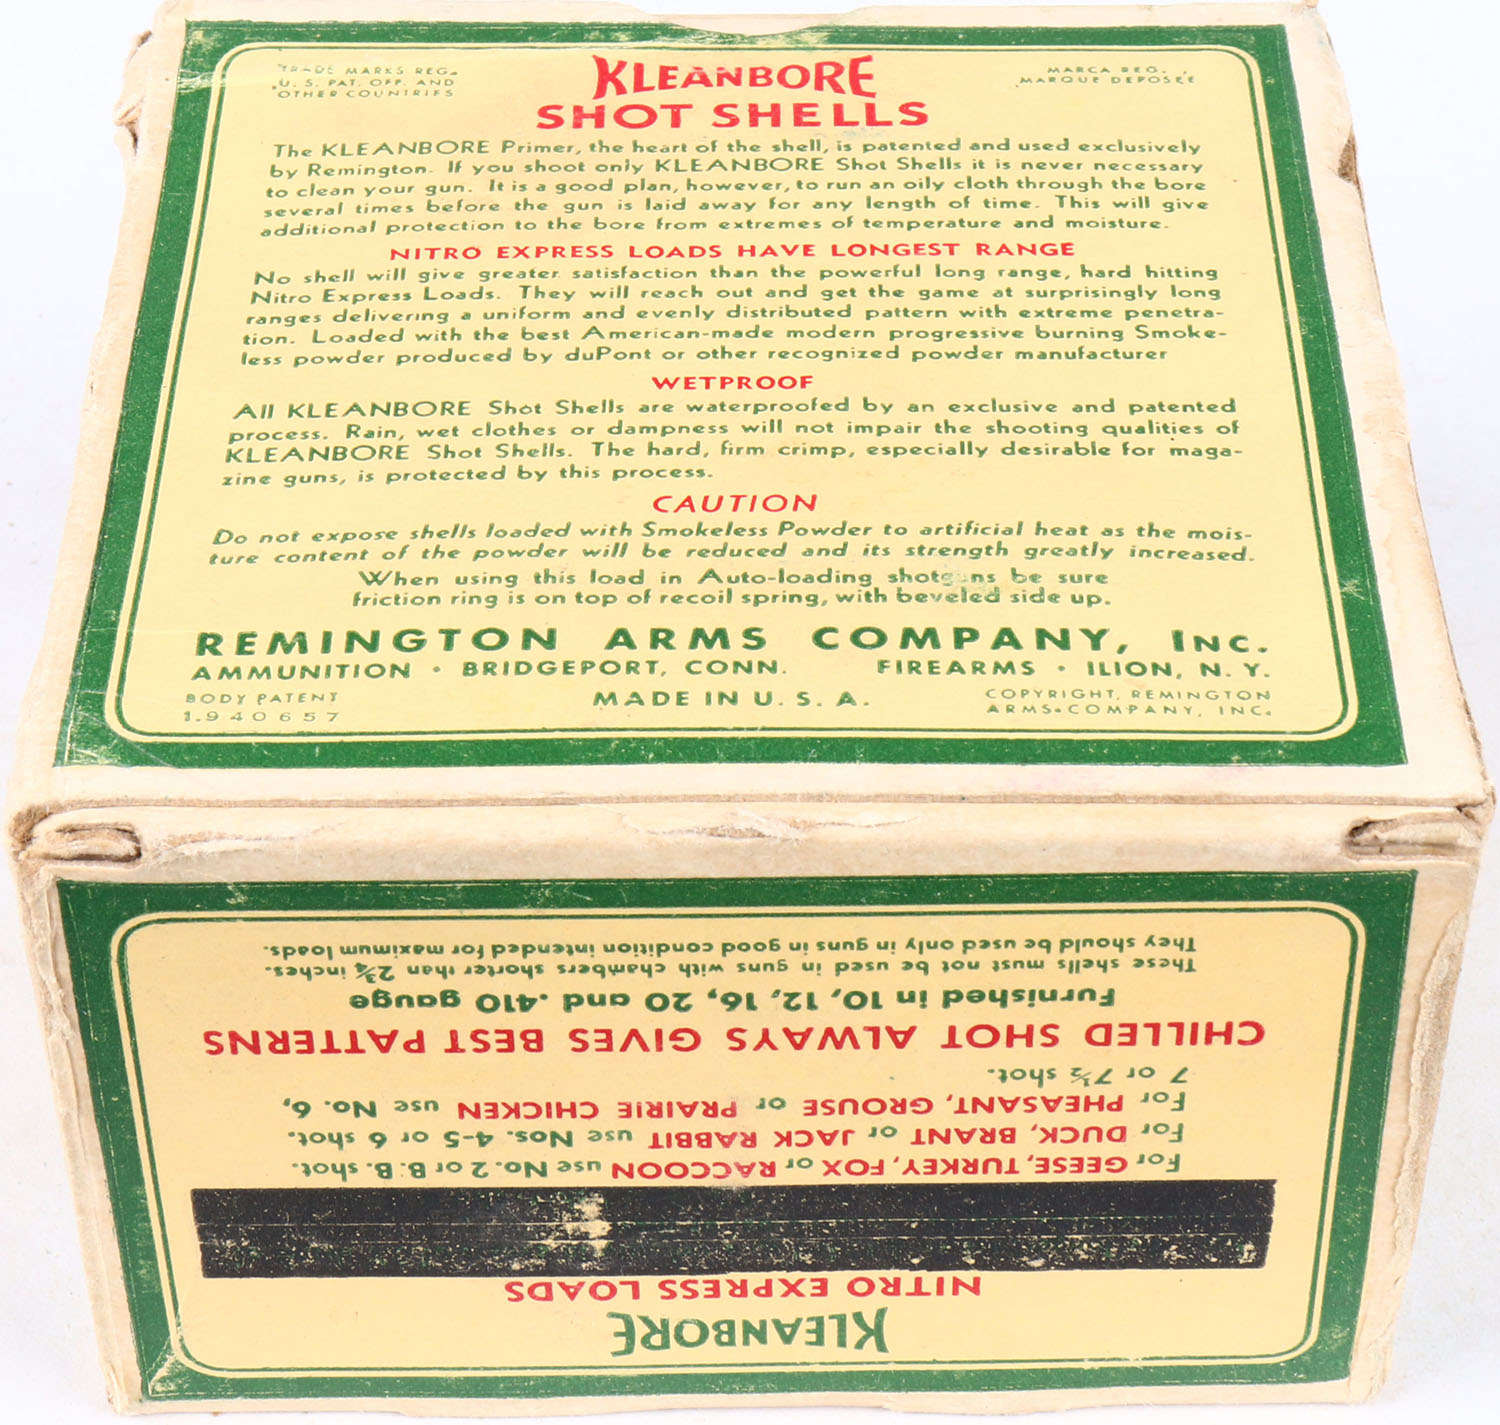 TRADE MARKS REG.
U. S. PAT. OFF. AND
OTHER COUNTRIES
KLEANBORE
MARCA REG.
MARQUE DEPOSÉE
SHOT SHELLS
The KLEANBORE Primer, the heart of the shell, is patented and used exclusively
by Remington. If you shoot only KLEANBORE Shot Shells it is never necessary
to clean your gun. It is a good plan, however, to run an oily cloth through the bore
several times before the gun is laid away for any length of time. This will give
additional protection to the bore from extremes of temperature and moisture.
NITRO EXPRESS LOADS HAVE LONGEST RANGE
No shell will give greater satisfaction than the powerful long range, hard hitting
Nitro Express Loads. They will reach out and get the game at surprisingly long
ranges delivering a uniform and evenly distributed pattern with extreme penetra-
tion. Loaded with the best American-made modern progressive burning Smoke-
less powder produced by duPont or other recognized powder manufacturer
WETPROOF
All KLEANBORE Shot Shells are waterproofed by an exclusive and patented
process. Rain, wet clothes or dampness will not impair the shooting qualities of
KLEANBORE Shot Shells. The hard, firm crimp, especially desirable for maga-
zine guns, is protected by this process.
CAUTION
Do not expose shells loaded with Smokeless Powder to artificial heat as the mois-
ture content of the powder will be reduced and its strength greatly increased.
When using this load in Auto-loading shotguns be sure
friction ring is on top of recoil spring, with beveled side up.
REMINGTON ARMS COMPANY, INC.
AMMUNITION • BRIDGEPORT, CONN. FIREARMS • ILION, N. Y.
BODY PATENT
1.940657
MADE IN U. S. A.
COPYRIGHT, REMINGTON
ARMS COMPANY, INC.
KLEANBORE
NITRO EXPRESS LOADS
For GEESE, TURKEY, FOX or RACCOON use No. 2 or B. B. shot.
For DUCK, BRANT or JACK RABBIT use Nos. 4-5 or 6 shot.
For PHEASANT, GROUSE or PRAIRIE CHICKEN use No. 6,
7 or 7½ shot.
CHILLED SHOT ALWAYS GIVES BEST PATTERNS
Furnished in 10, 12, 16, 20 and .410 gauge
These shells must not be used in guns with chambers shorter than 2¾ inches.
They should be used only in guns in good condition intended for maximum loads.